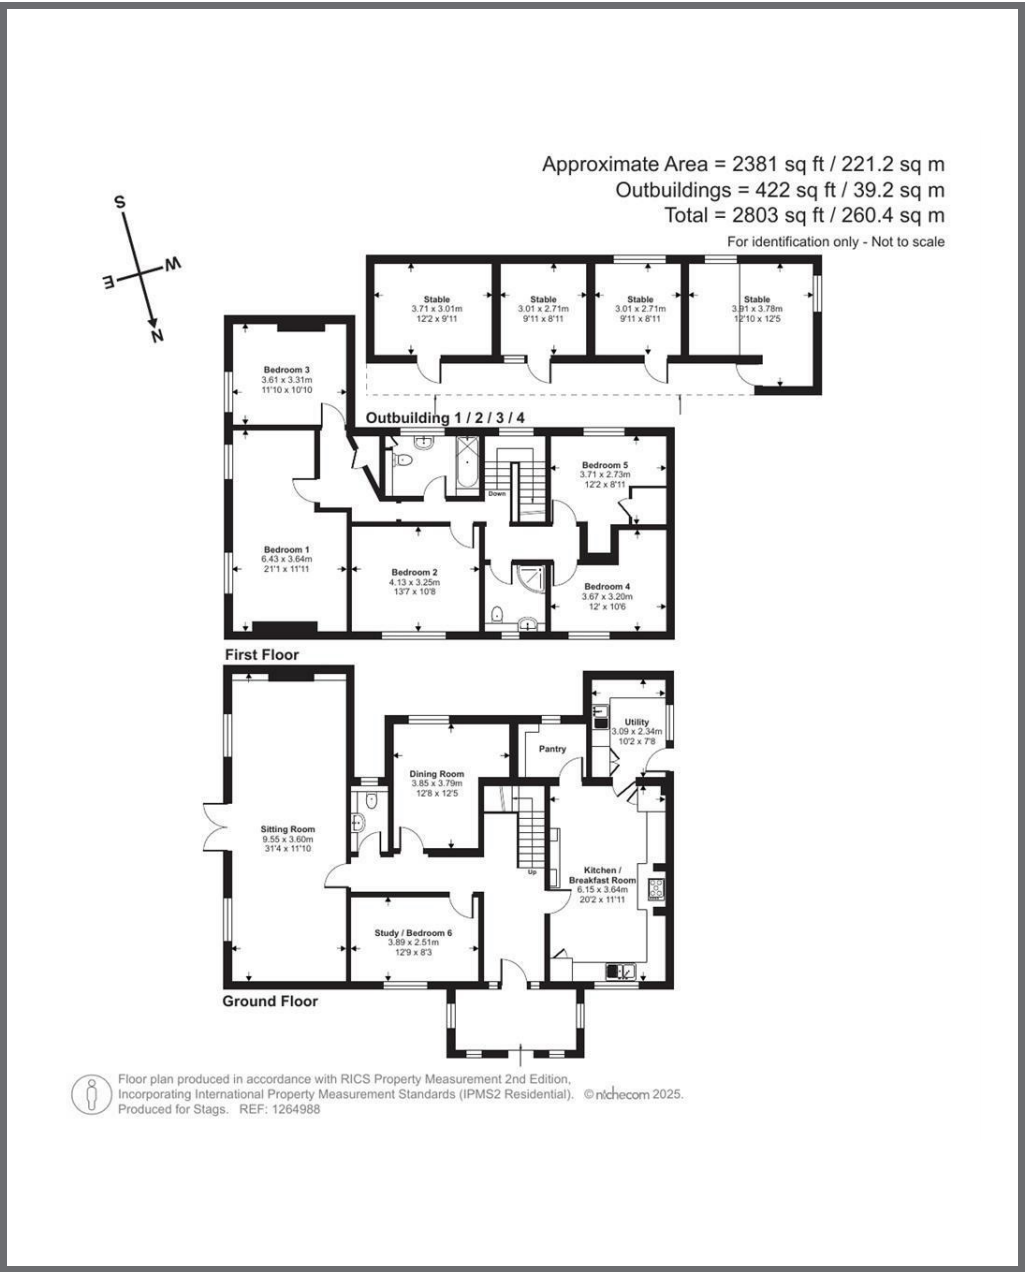 Approximate Area = 2381 sq ft / 221.2 sq m
Outbuildings = 422 sq ft / 39.2 sq m
Total = 2803 sq ft / 260.4 sq m
For identification only - Not to scale
S
W
E
N
Stable
3.71 x 3.01m
12'2 x 9'11
Stable
3.01 x 2.71m
9'11 x 8'11
Stable
3.01 x 2.71m
9'11 x 8'11
Stable
3.91 x 3.78m
12'10 x 12'5
Outbuilding 1 / 2 / 3 / 4
Bedroom 3
3.61 x 3.31m
11'10 x 10'10
Bedroom 5
3.71 x 2.73m
12'2 x 8'11
Down
Bedroom 1
6.43 x 3.64m
21'1 x 11'11
Bedroom 2
4.13 x 3.25m
13'7 x 10'8
Bedroom 4
3.67 x 3.20m
12' x 10'6
First Floor
Utility
3.09 x 2.34m
10'2 x 7'8
Pantry
Dining Room
3.85 x 3.79m
12'8 x 12'5
Sitting Room
9.55 x 3.60m
31'4 x 11'10
Up
Kitchen /
Breakfast Room
6.15 x 3.64m
20'2 x 11'11
Study / Bedroom 6
3.89 x 2.51m
12'9 x 8'3
Ground Floor
Floor plan produced in accordance with RICS Property Measurement 2nd Edition,
Incorporating International Property Measurement Standards (IPMS2 Residential). © nichecom 2025.
Produced for Stags. REF: 1264988